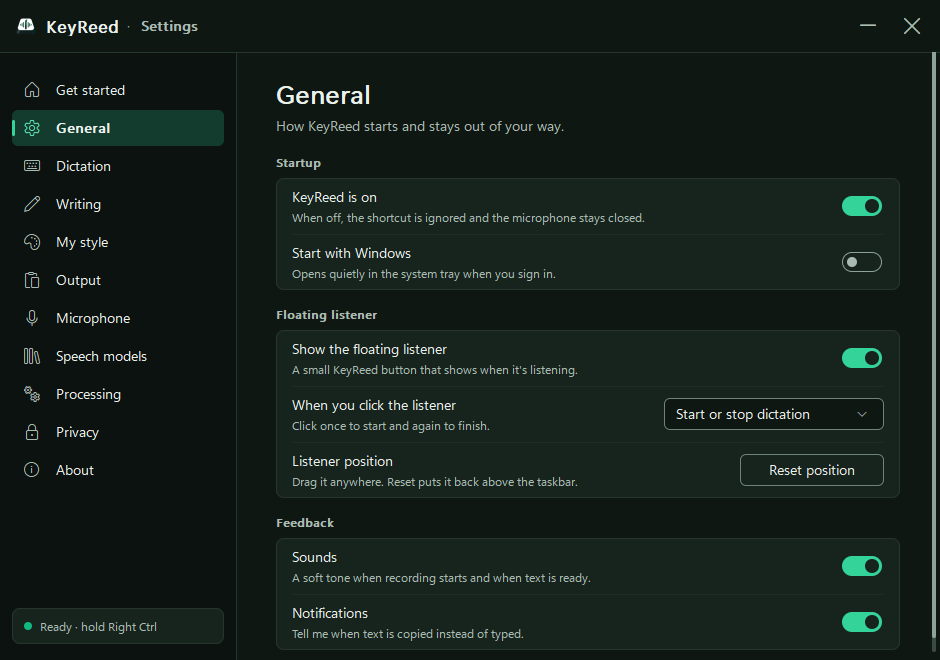 KeyReed · Settings
Get started
General
Dictation
Writing
My style
Output
Microphone
Speech models
Processing
Privacy
About
Ready · hold Right Ctrl
General
How KeyReed starts and stays out of your way.
Startup
KeyReed is on
When off, the shortcut is ignored and the microphone stays closed.
Start with Windows
Opens quietly in the system tray when you sign in.
Floating listener
Show the floating listener
A small KeyReed button that shows when it's listening.
When you click the listener
Click once to start and again to finish.
Start or stop dictation
Listener position
Drag it anywhere. Reset puts it back above the taskbar.
Reset position
Feedback
Sounds
A soft tone when recording starts and when text is ready.
Notifications
Tell me when text is copied instead of typed.